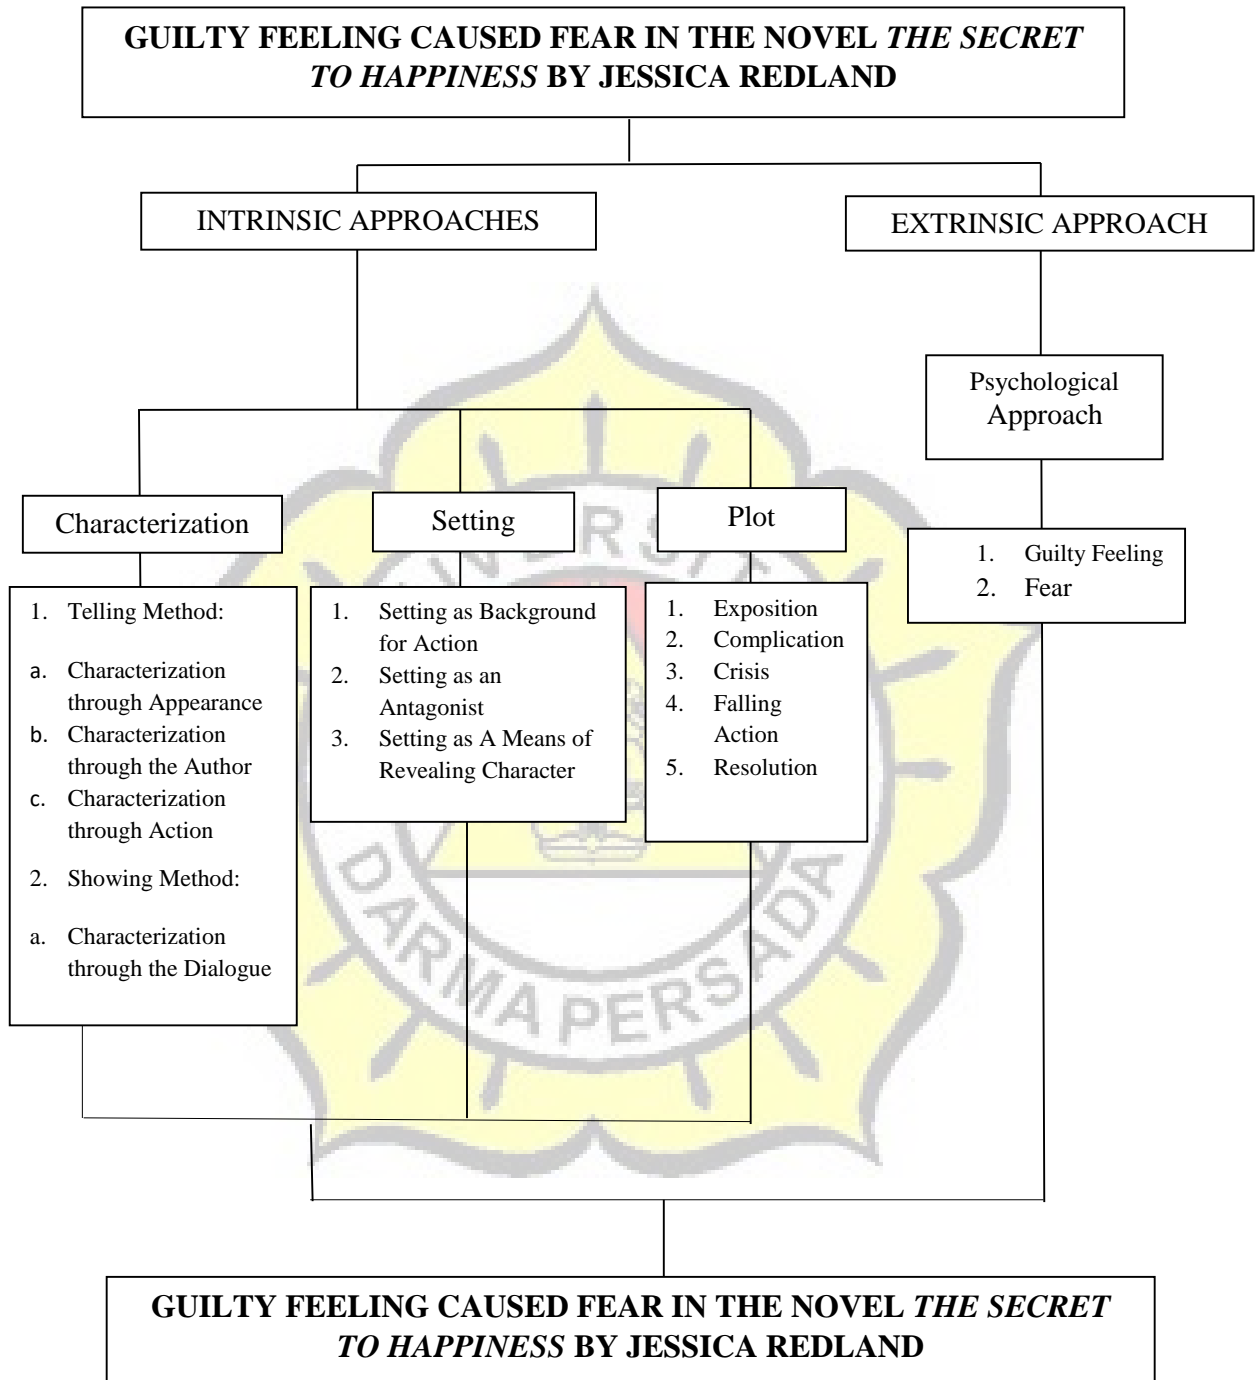 GUILTY FEELING CAUSED FEAR IN THE NOVEL THE SECRET
TO HAPPINESS BY JESSICA REDLAND
INTRINSIC APPROACHES
EXTRINSIC APPROACH
Psychological
Approach
Characterization
Setting
Plot
1. Guilty Feeling
2. Fear
1. Telling Method:
a. Characterization
through Appearance
b. Characterization
through the Author
c. Characterization
through Action
2. Showing Method:
a. Characterization
through the Dialogue
1. Setting as Background
for Action
2. Setting as an
Antagonist
3. Setting as A Means of
Revealing Character
1. Exposition
2. Complication
3. Crisis
4. Falling
Action
5. Resolution
DARMA PERSADA
GUILTY FEELING CAUSED FEAR IN THE NOVEL THE SECRET
TO HAPPINESS BY JESSICA REDLAND